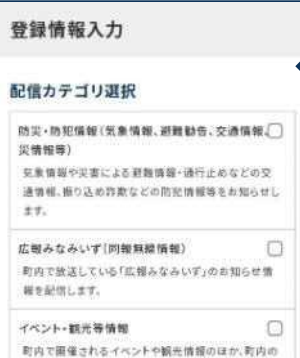 登録情報入力
配信カテゴリ選択
防災・防犯情報(気象情報、避難勧告、交通情報、
災情報等)
気象情報や災害による避難情報・通行止めなどの交
通情報、振り込め詐欺などの防犯情報等をお知らせし
ます。
広報みなみいず(同報無線情報)
町内で放送している「広報みなみいず」のお知らせ情
報を配信します。
イベント・観光等情報
町内で開催されるイベントや観光情報のほか、町内の